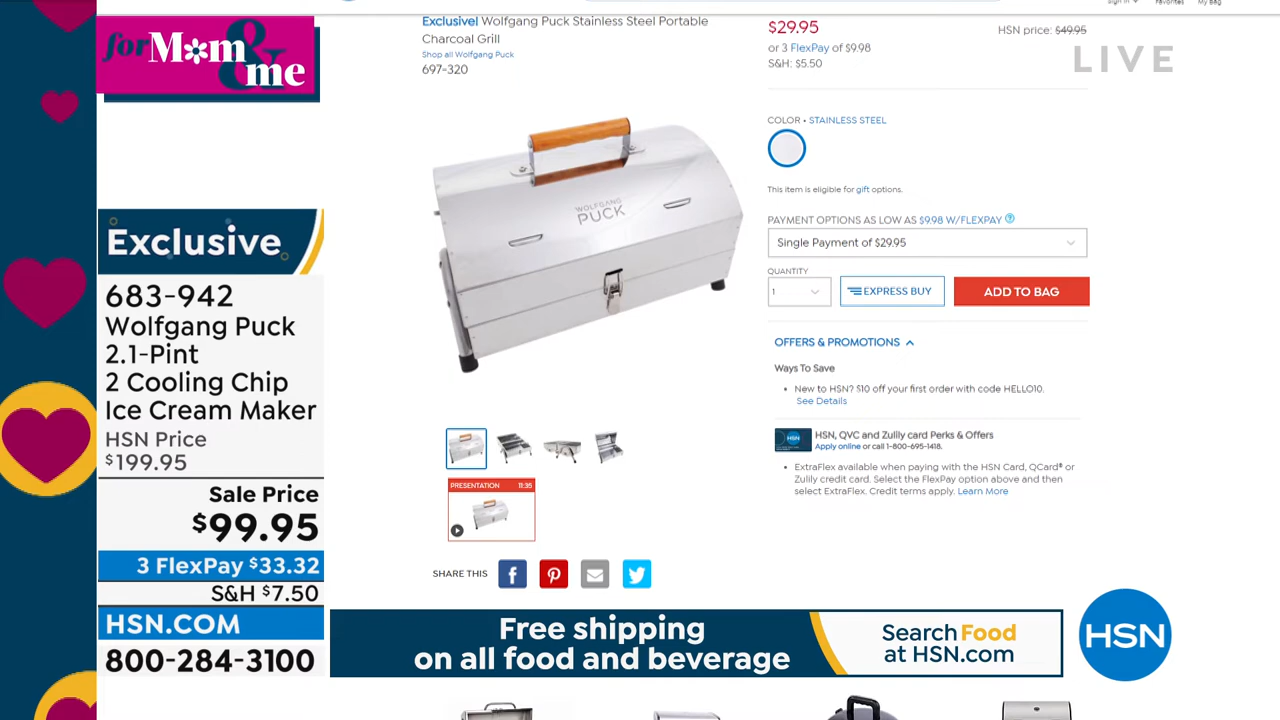 Sign In
Favorites
My Bag
forMom
&
me
Exclusive! Wolfgang Puck Stainless Steel Portable
Charcoal Grill
Shop all Wolfgang Puck
697-320
$29.95
or 3 FlexPay of $9.98
S&H: $5.50
HSN price: $49.95
LIVE
COLOR • STAINLESS STEEL
This item is eligible for gift options.
PAYMENT OPTIONS AS LOW AS $9.98 W/FLEXPAY ?
Single Payment of $29.95
QUANTITY
1
EXPRESS BUY
ADD TO BAG
OFFERS & PROMOTIONS
Ways To Save
• New to HSN? $10 off your first order with code HELLO10.
See Details
HSN
HSN, QVC and Zulily card Perks & Offers
Apply online or call 1-800-695-1418.
• ExtraFlex available when paying with the HSN Card, QCard® or
Zulily credit card. Select the FlexPay option above and then
select ExtraFlex. Credit terms apply. Learn More
WOLFGANG
PUCK
PRESENTATION 11:35
SHARE THIS
Exclusive
683-942
Wolfgang Puck
2.1-Pint
2 Cooling Chip
Ice Cream Maker
HSN Price
$199.95
Sale Price
$99.95
3 FlexPay $33.32
S&H $7.50
HSN.COM
800-284-3100
Free shipping
on all food and beverage
Search Food
at HSN.com
HSN